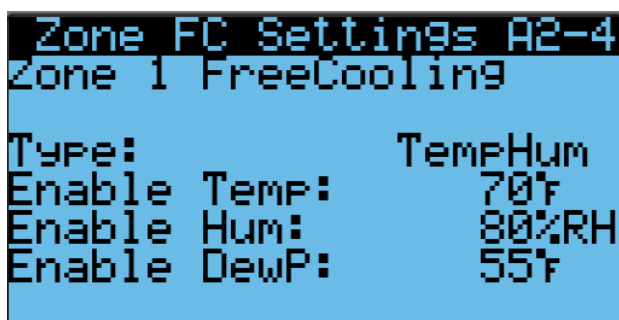 Zone FC Settings A2-4
Zone 1 FreeCooling
Type: TempHum
Enable Temp: 70°F
Enable Hum: 80%RH
Enable DewP: 55°F